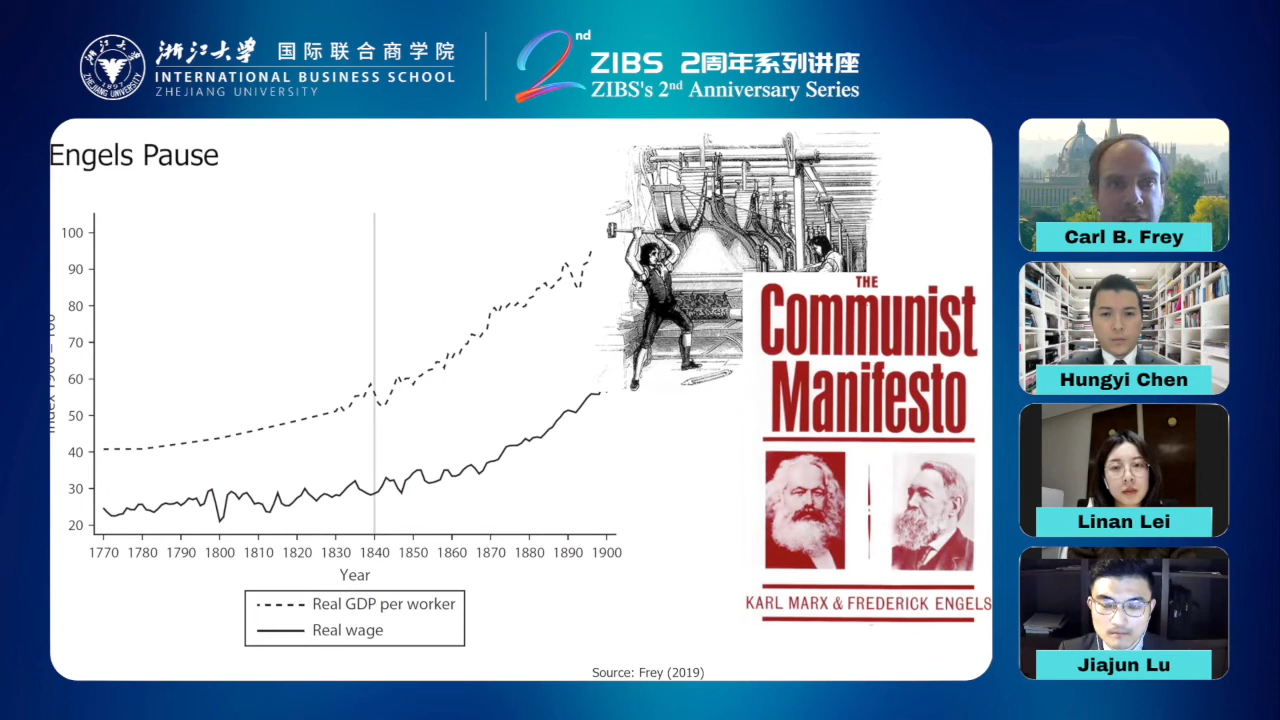 浙江大学 国际联合商学院
INTERNATIONAL BUSINESS SCHOOL
ZHEJIANG UNIVERSITY
ZHEJIANG UNIVERSITY
1897
2nd
ZIBS 2周年系列讲座
ZIBS's 2nd Anniversary Series
Engels Pause
100
90
80
70
60
50
40
30
20
1770 1780 1790 1800 1810 1820 1830 1840 1850 1860 1870 1880 1890 1900
Year
Real GDP per worker
Real wage
THE
Communist
Manifesto
KARL MARX & FREDERICK ENGELS
Source: Frey (2019)
Carl B. Frey
Hungyi Chen
Linan Lei
Jiajun Lu